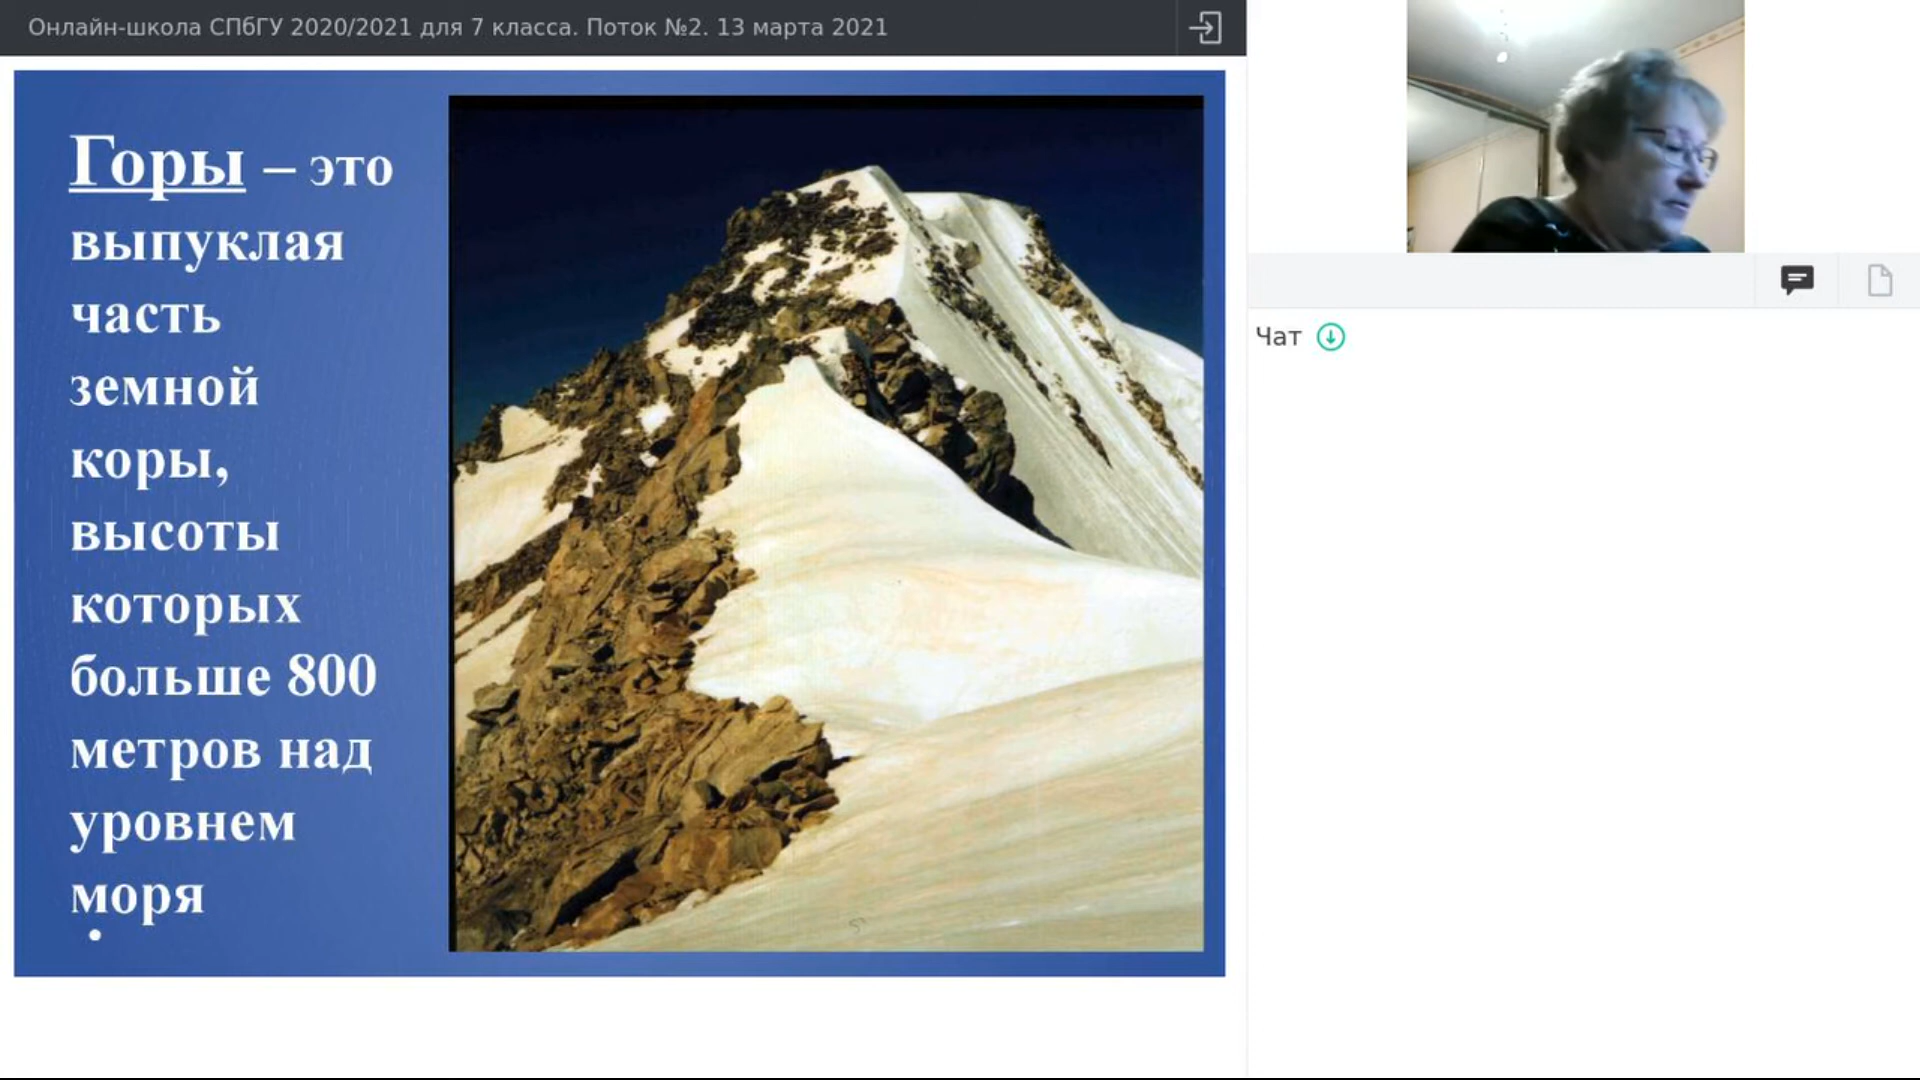 Онлайн-школа СПбГУ 2020/2021 для 7 класса. Поток №2. 13 марта 2021
Горы – это
выпуклая
часть
земной
коры,
высоты
которых
больше 800
метров над
уровнем
моря
•
Чат